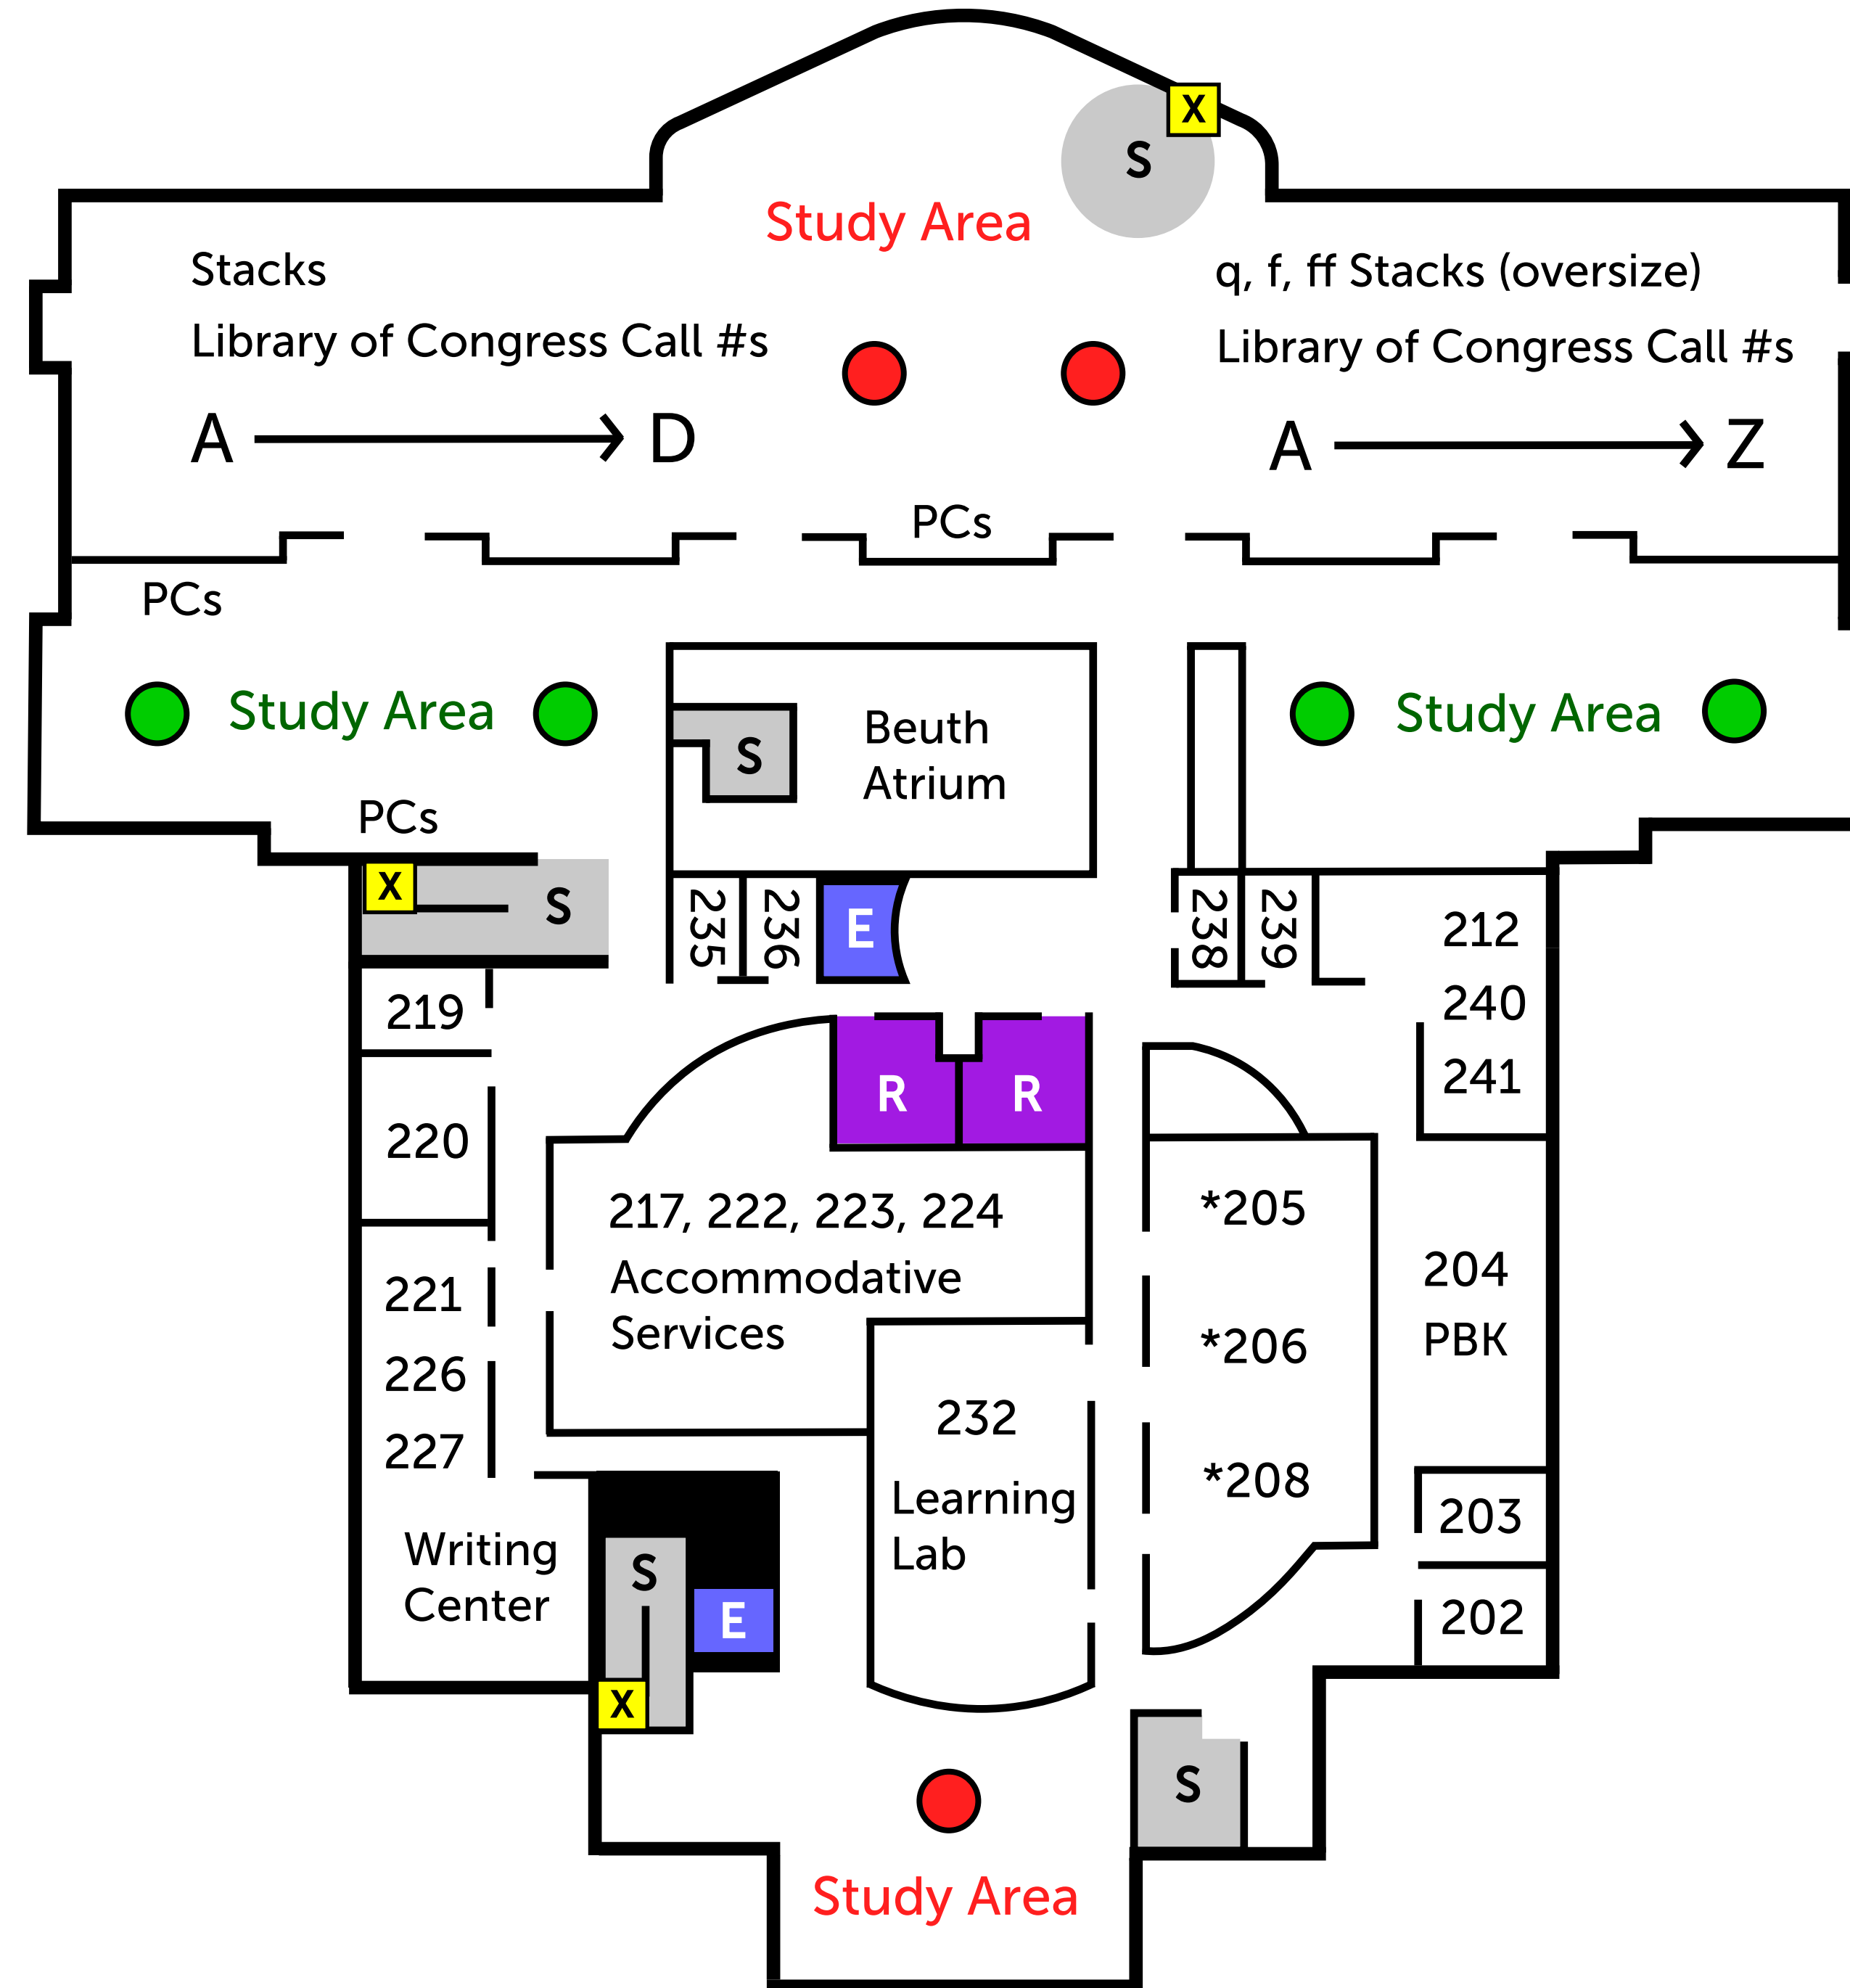 X
S
Study Area
Stacks
Library of Congress Call #s
A D
q, f, ff Stacks (oversize)
Library of Congress Call #s
A Z
PCs
PCs
Study Area
Study Area
S
Beuth
Atrium
PCs
X
S
235
236
E
238
239
212
240
241
219
220
R
R
217, 222, 223, 224
Accommodative
Services
*205
*206
*208
204
PBK
221
226
227
Writing
Center
232
Learning
Lab
203
202
S
E
X
S
Study Area